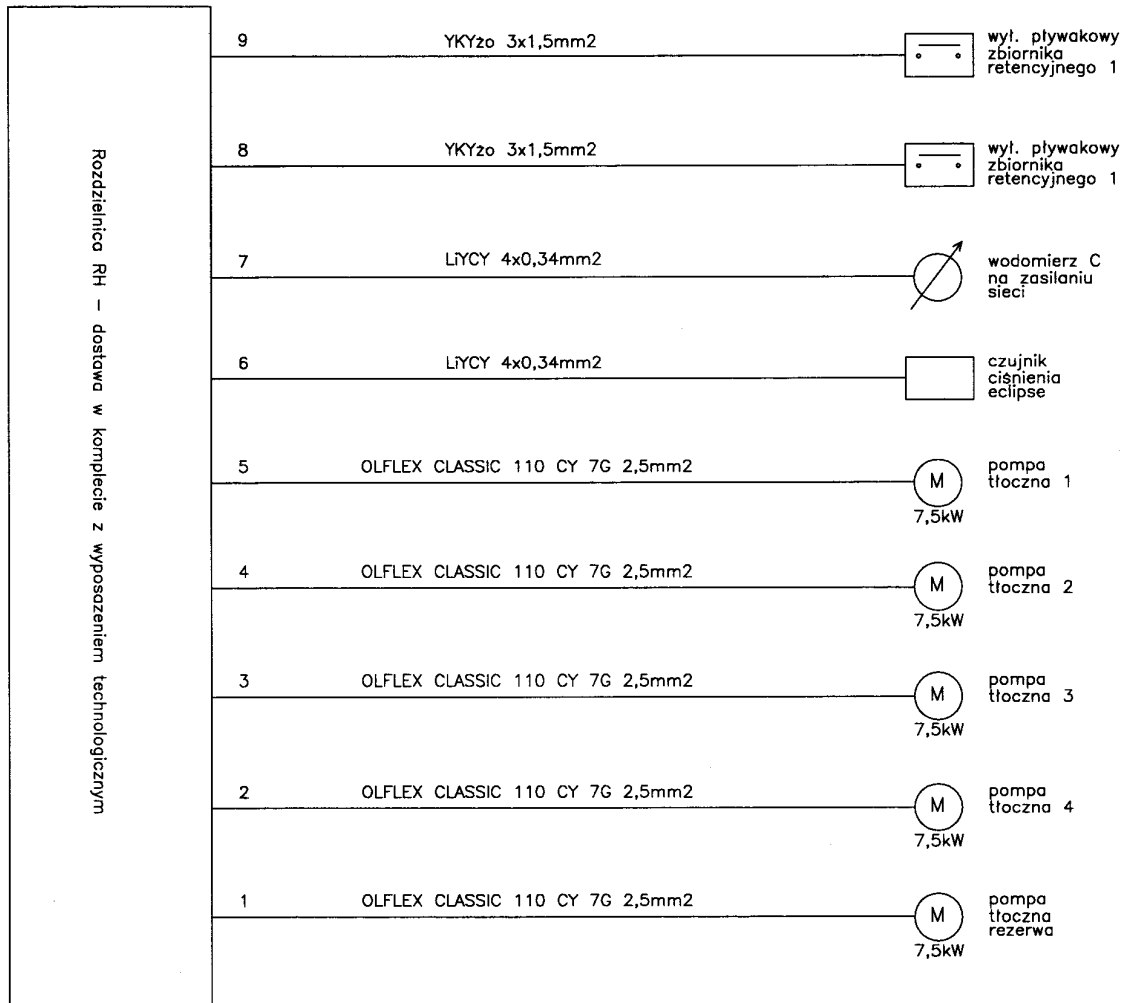 9
YKYżo 3x1,5mm2
wył. pływakowy
zbiornika
retencyjnego 1
8
YKYżo 3x1,5mm2
wył. pływakowy
zbiornika
retencyjnego 1
7
LiYCY 4x0,34mm2
wodomierz C
na zasilaniu
sieci
6
LiYCY 4x0,34mm2
czujnik
ciśnienia
eclipse
5
OLFLEX CLASSIC 110 CY 7G 2,5mm2
M
7,5kW
pompa
tłoczna 1
4
OLFLEX CLASSIC 110 CY 7G 2,5mm2
M
7,5kW
pompa
tłoczna 2
3
OLFLEX CLASSIC 110 CY 7G 2,5mm2
M
7,5kW
pompa
tłoczna 3
2
OLFLEX CLASSIC 110 CY 7G 2,5mm2
M
7,5kW
pompa
tłoczna 4
1
OLFLEX CLASSIC 110 CY 7G 2,5mm2
M
7,5kW
pompa
tłoczna
rezerwa
Rozdzielnica RH – dostawa w komplecie z wyposazeniem technologicznym